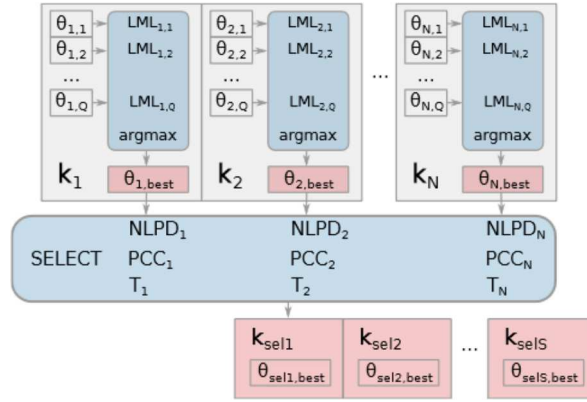 θ1,1 LML1,1 θ2,1 LML2,1 θN,1 LMLN,1
θ1,2 LML1,2 θ2,2 LML2,2 θN,2 LMLN,2
... ... ... ...
θ1,Q LML1,Q θ2,Q LML2,Q θN,Q LMLN,Q
argmax argmax argmax
k1 θ1,best k2 θ2,best kN θN,best
NLPD1 NLPD2 NLPDN
SELECT PCC1 PCC2 PCCN
T1 T2 TN
ksel1 ksel2 ... kselS
θsel1,best θsel2,best θselS,best